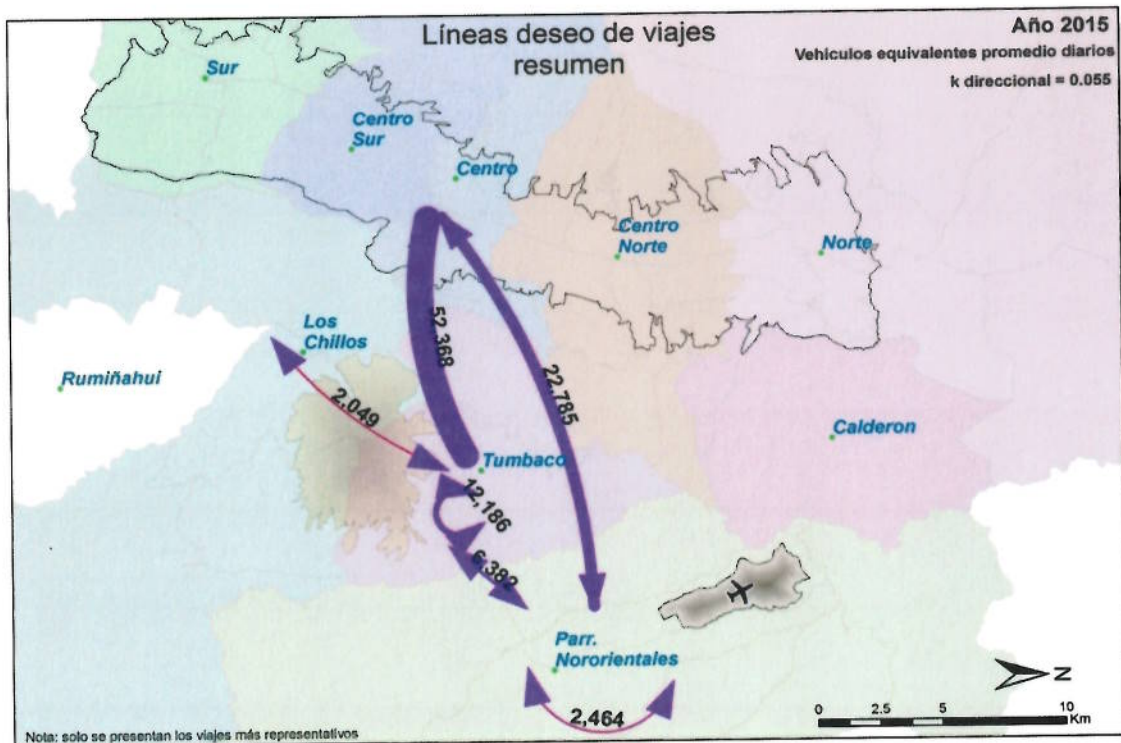 Líneas deseo de viajes
resumen
Año 2015
Vehiculos equivalentes promedio diarios
k direccional = 0.055
Sur
Centro
Sur
Centro
Centro
Norte
Norte
Los
Chillos
Rumiñahui
52,368
22,785
2,049
Calderon
Tumbaco
12,186
6,382
Parr.
Nororientales
2,464
N
0 2.5 5 10
Km
Nota: solo se presentan los viajes más representativos